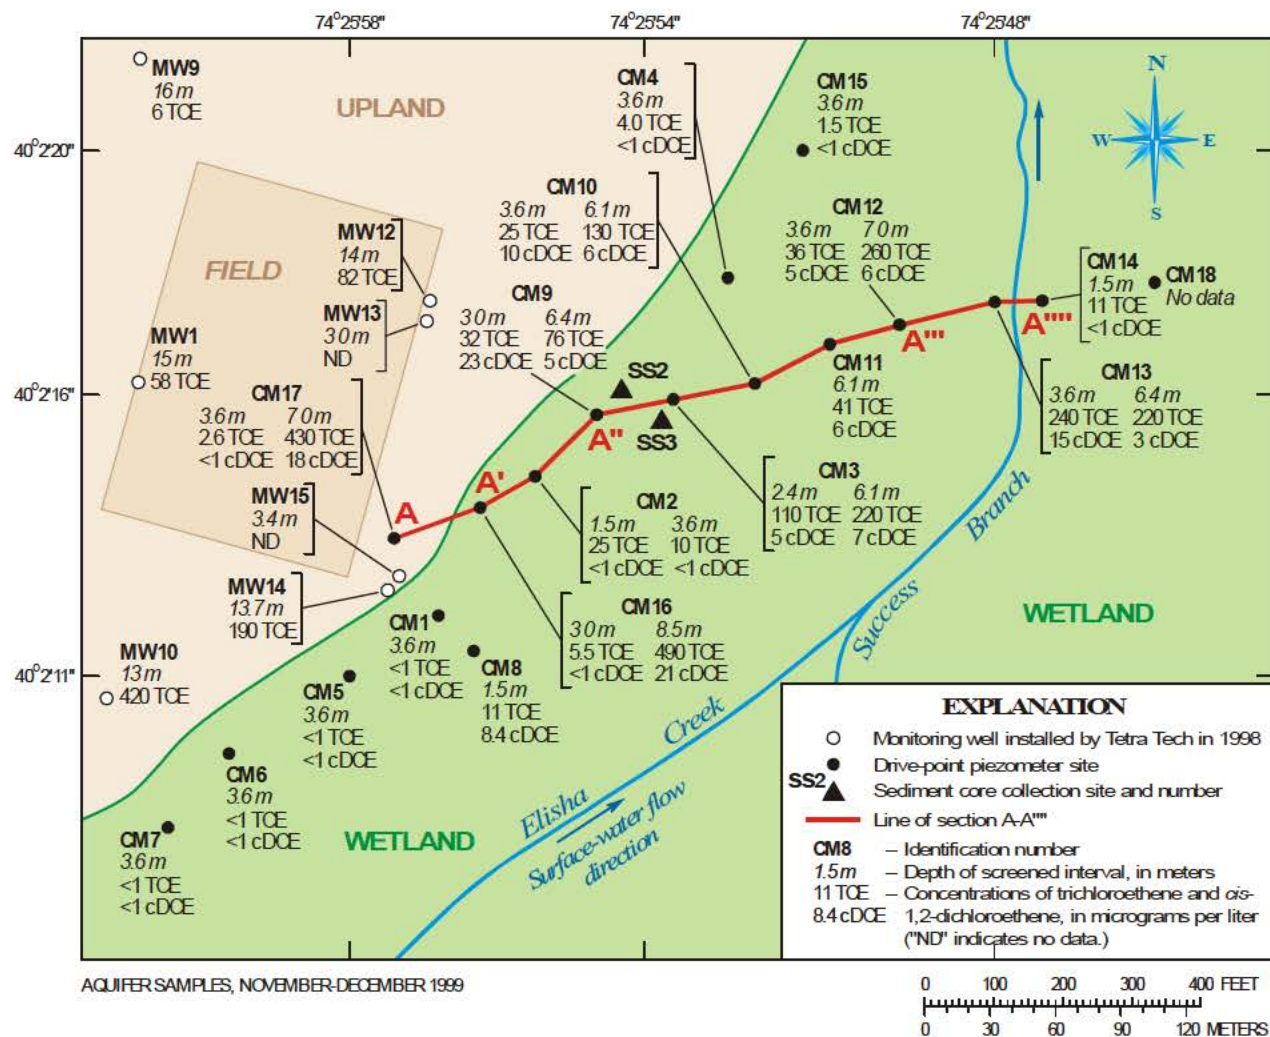 74°25'58"
74°25'54"
74°25'48"
40°2'20"
40°2'16"
40°2'11"
MW9
16 m
6 TCE
UPLAND
CM4
3.6 m
4.0 TCE
<1 cDCE
CM15
3.6 m
1.5 TCE
<1 cDCE
N
W E
S
CM10
3.6 m 6.1 m
25 TCE 130 TCE
10 cDCE 6 cDCE
CM12
3.6 m 7.0 m
36 TCE 260 TCE
5 cDCE 6 cDCE
MW12
14 m
82 TCE
FIELD
MW13
3.0 m
ND
CM9
3.0 m 6.4 m
32 TCE 76 TCE
23 cDCE 5 cDCE
CM14
1.5 m
11 TCE
<1 cDCE
CM18
No data
MW1
15 m
58 TCE
CM17
3.6 m 7.0 m
2.6 TCE 430 TCE
<1 cDCE 18 cDCE
SS2
SS3
A
A'
A"
A'"
A""
CM11
6.1 m
41 TCE
6 cDCE
CM13
3.6 m 6.4 m
240 TCE 220 TCE
15 cDCE 3 cDCE
MW15
3.4 m
ND
CM2
1.5 m 3.6 m
25 TCE 10 TCE
<1 cDCE <1 cDCE
CM3
2.4 m 6.1 m
110 TCE 220 TCE
5 cDCE 7 cDCE
MW14
13.7 m
190 TCE
CM16
3.0 m 8.5 m
5.5 TCE 490 TCE
<1 cDCE 21 cDCE
Branch
Success
WETLAND
MW10
13 m
420 TCE
CM1
3.6 m
<1 TCE
<1 cDCE
CM8
1.5 m
11 TCE
8.4 cDCE
CM5
3.6 m
<1 TCE
<1 cDCE
CM6
3.6 m
<1 TCE
<1 cDCE
CM7
3.6 m
<1 TCE
<1 cDCE
WETLAND
Elisha Creek
Surface-water flow
direction
EXPLANATION
Monitoring well installed by Tetra Tech in 1998
Drive-point piezometer site
SS2 Sediment core collection site and number
Line of section A-A""
CM8 – Identification number
1.5 m – Depth of screened interval, in meters
11 TCE – Concentrations of trichloroethene and cis-
8.4 cDCE 1,2-dichloroethene, in micrograms per liter
("ND" indicates no data.)
AQUIFER SAMPLES, NOVEMBER-DECEMBER 1999
0 100 200 300 400 FEET
0 30 60 90 120 METERS